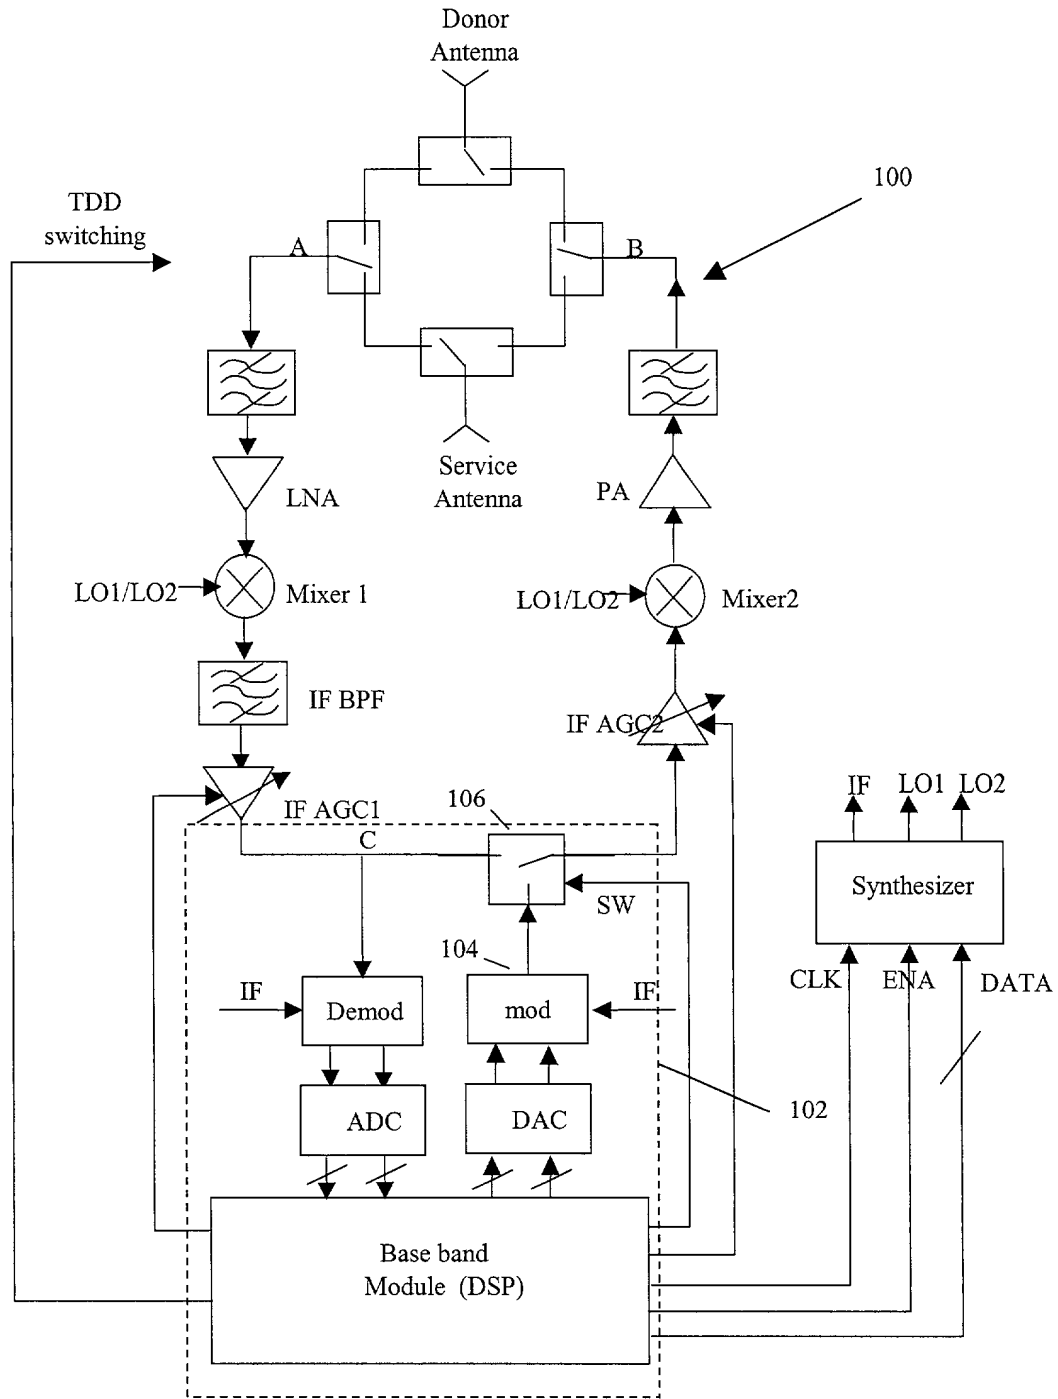 Donor
Antenna
100
TDD
switching
A
B
Service
Antenna
LNA
PA
LO1/LO2
Mixer 1
LO1/LO2
Mixer2
IF BPF
IF AGC2
IF AGC1
106
C
SW
IF
LO1
LO2
Synthesizer
104
CLK
ENA
DATA
IF
Demod
mod
IF
ADC
DAC
102
Base band
Module (DSP)